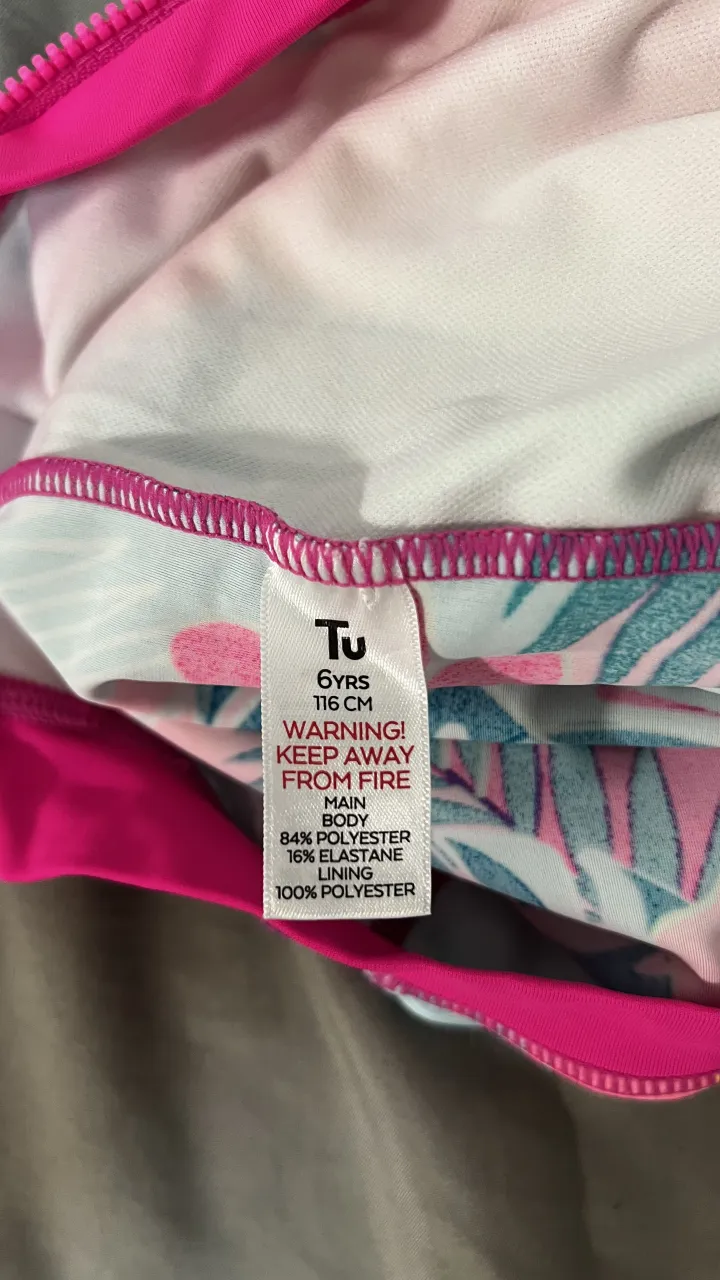 Tu
6YRS
116 CM
WARNING!
KEEP AWAY
FROM FIRE
MAIN
BODY
84% POLYESTER
16% ELASTANE
LINING
100% POLYESTER